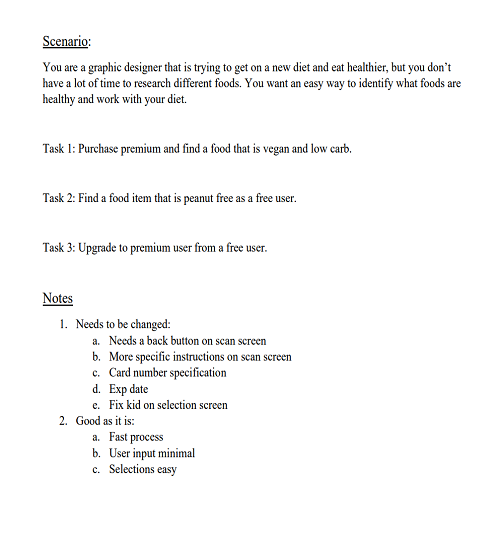 Scenario:
You are a graphic designer that is trying to get on a new diet and eat healthier, but you don't
have a lot of time to research different foods. You want an easy way to identify what foods are
healthy and work with your diet.
Task 1: Purchase premium and find a food that is vegan and low carb.
Task 2: Find a food item that is peanut free as a free user.
Task 3: Upgrade to premium user from a free user.
Notes
1. Needs to be changed:
a. Needs a back button on scan screen
b. More specific instructions on scan screen
c. Card number specification
d. Exp date
e. Fix kid on selection screen
2. Good as it is:
a. Fast process
b. User input minimal
c. Selections easy